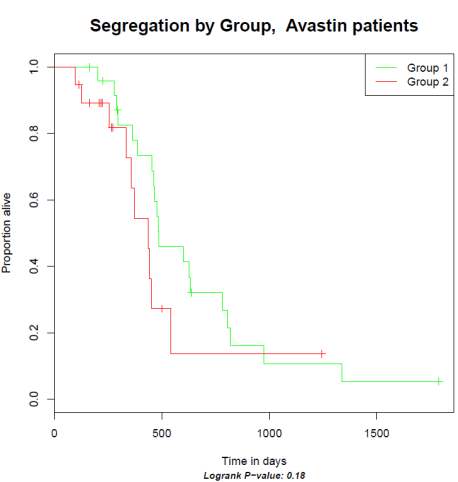 Segregation by Group,  Avastin patients
Group 1
Group 2
1.0
0.8
0.6
0.4
0.2
0.0
Proportion alive
0
500
1000
1500
Time in days
Logrank P−value: 0.18